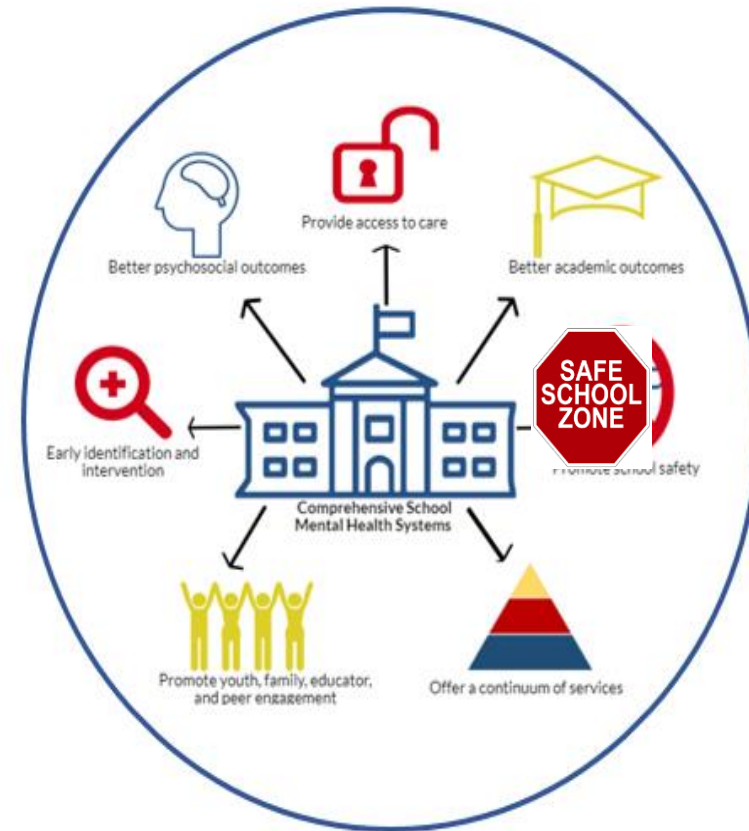 Provide access to care
Better psychosocial outcomes
Better academic outcomes
SAFE
SCHOOL
ZONE
Early identification and
intervention
Promote school safety
Comprehensive School
Mental Health Systems
Promote youth, family, educator,
and peer engagement
Offer a continuum of services